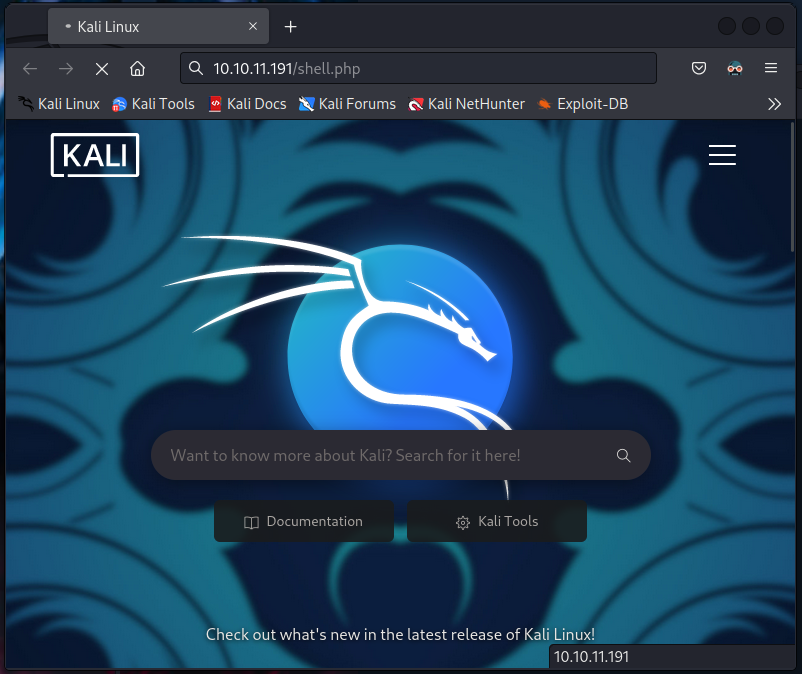 Kali Linux
10.10.11.191/shell.php
Kali Linux Kali Tools Kali Docs Kali Forums Kali NetHunter Exploit-DB
KALI
Want to know more about Kali? Search for it here!
Documentation Kali Tools
Check out what's new in the latest release of Kali Linux!
10.10.11.191